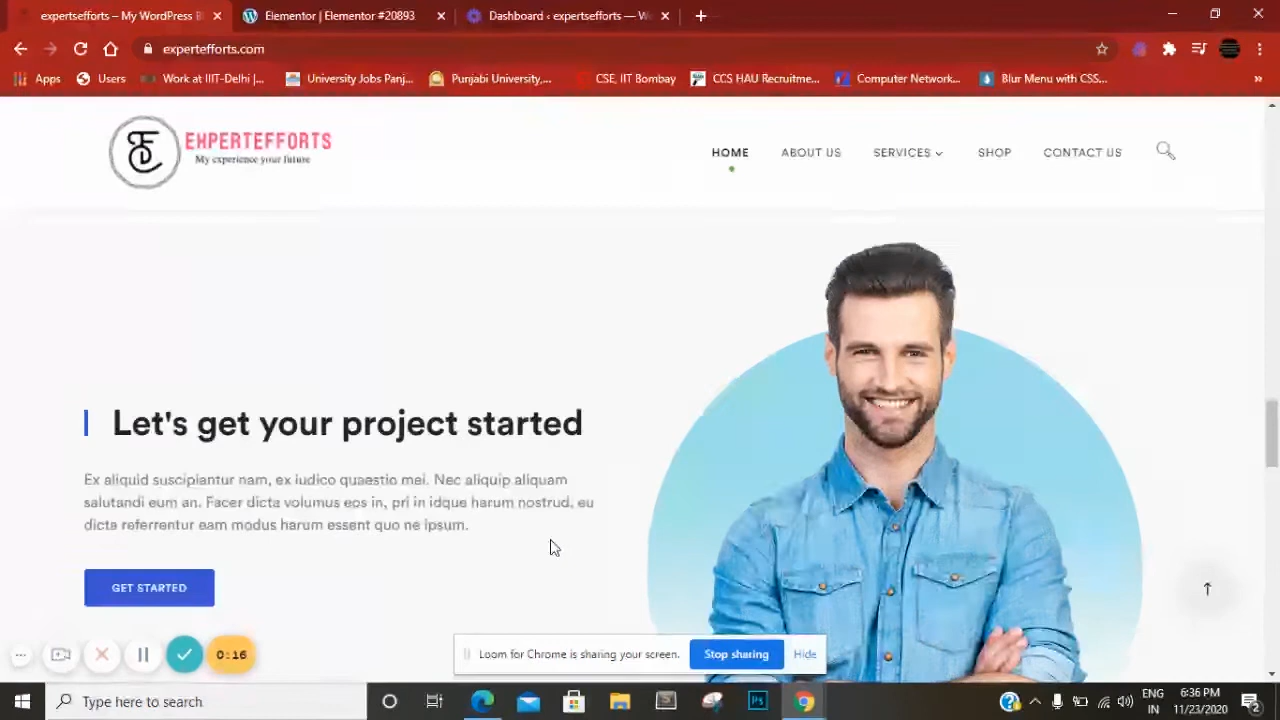 expertsefforts – My WordPress B
Elementor | Elementor #20893
Dashboard ‹ expertsefforts — W
expertefforts.com
Apps
Users
Work at IIIT-Delhi |...
University Jobs Panj...
Punjabi University,...
CSE, IIT Bombay
CCS HAU Recruitme...
Computer Network...
Blur Menu with CSS...
»
EXPERTEFFORTS
My experience your future
HOME
ABOUT US
SERVICES
SHOP
CONTACT US
Let's get your project started
Ex aliquid suscipiantur nam, ex iudico quaestio mei. Nec aliquip aliquam
salutandi eum an. Facer dicta volumus eos in, pri in idque harum nostrud, eu
dicta referrentur eam modus harum essent quo ne ipsum.
GET STARTED
0:16
Loom for Chrome is sharing your screen.
Stop sharing
Hide
Type here to search
Ps
ENG
IN
6:36 PM
11/23/2020
2